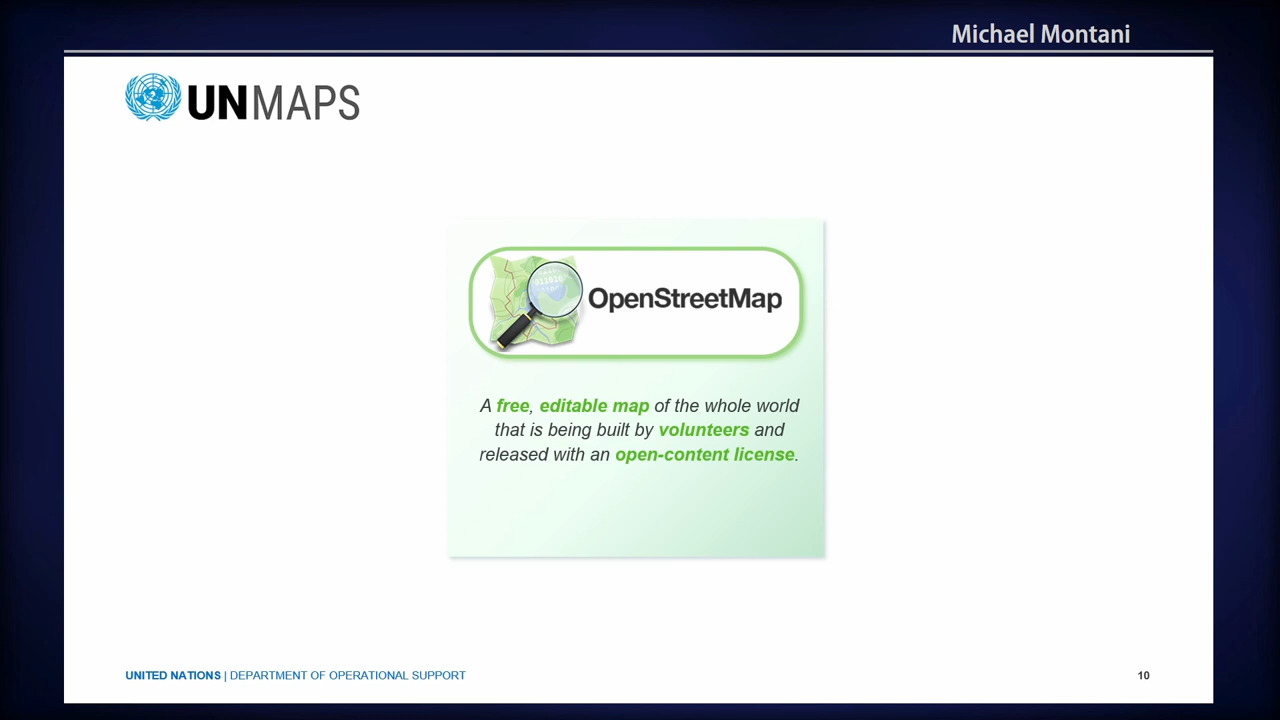 Michael Montani
UNMAPS
OpenStreetMap
A free, editable map of the whole world
that is being built by volunteers and
released with an open-content license.
UNITED NATIONS | DEPARTMENT OF OPERATIONAL SUPPORT
10